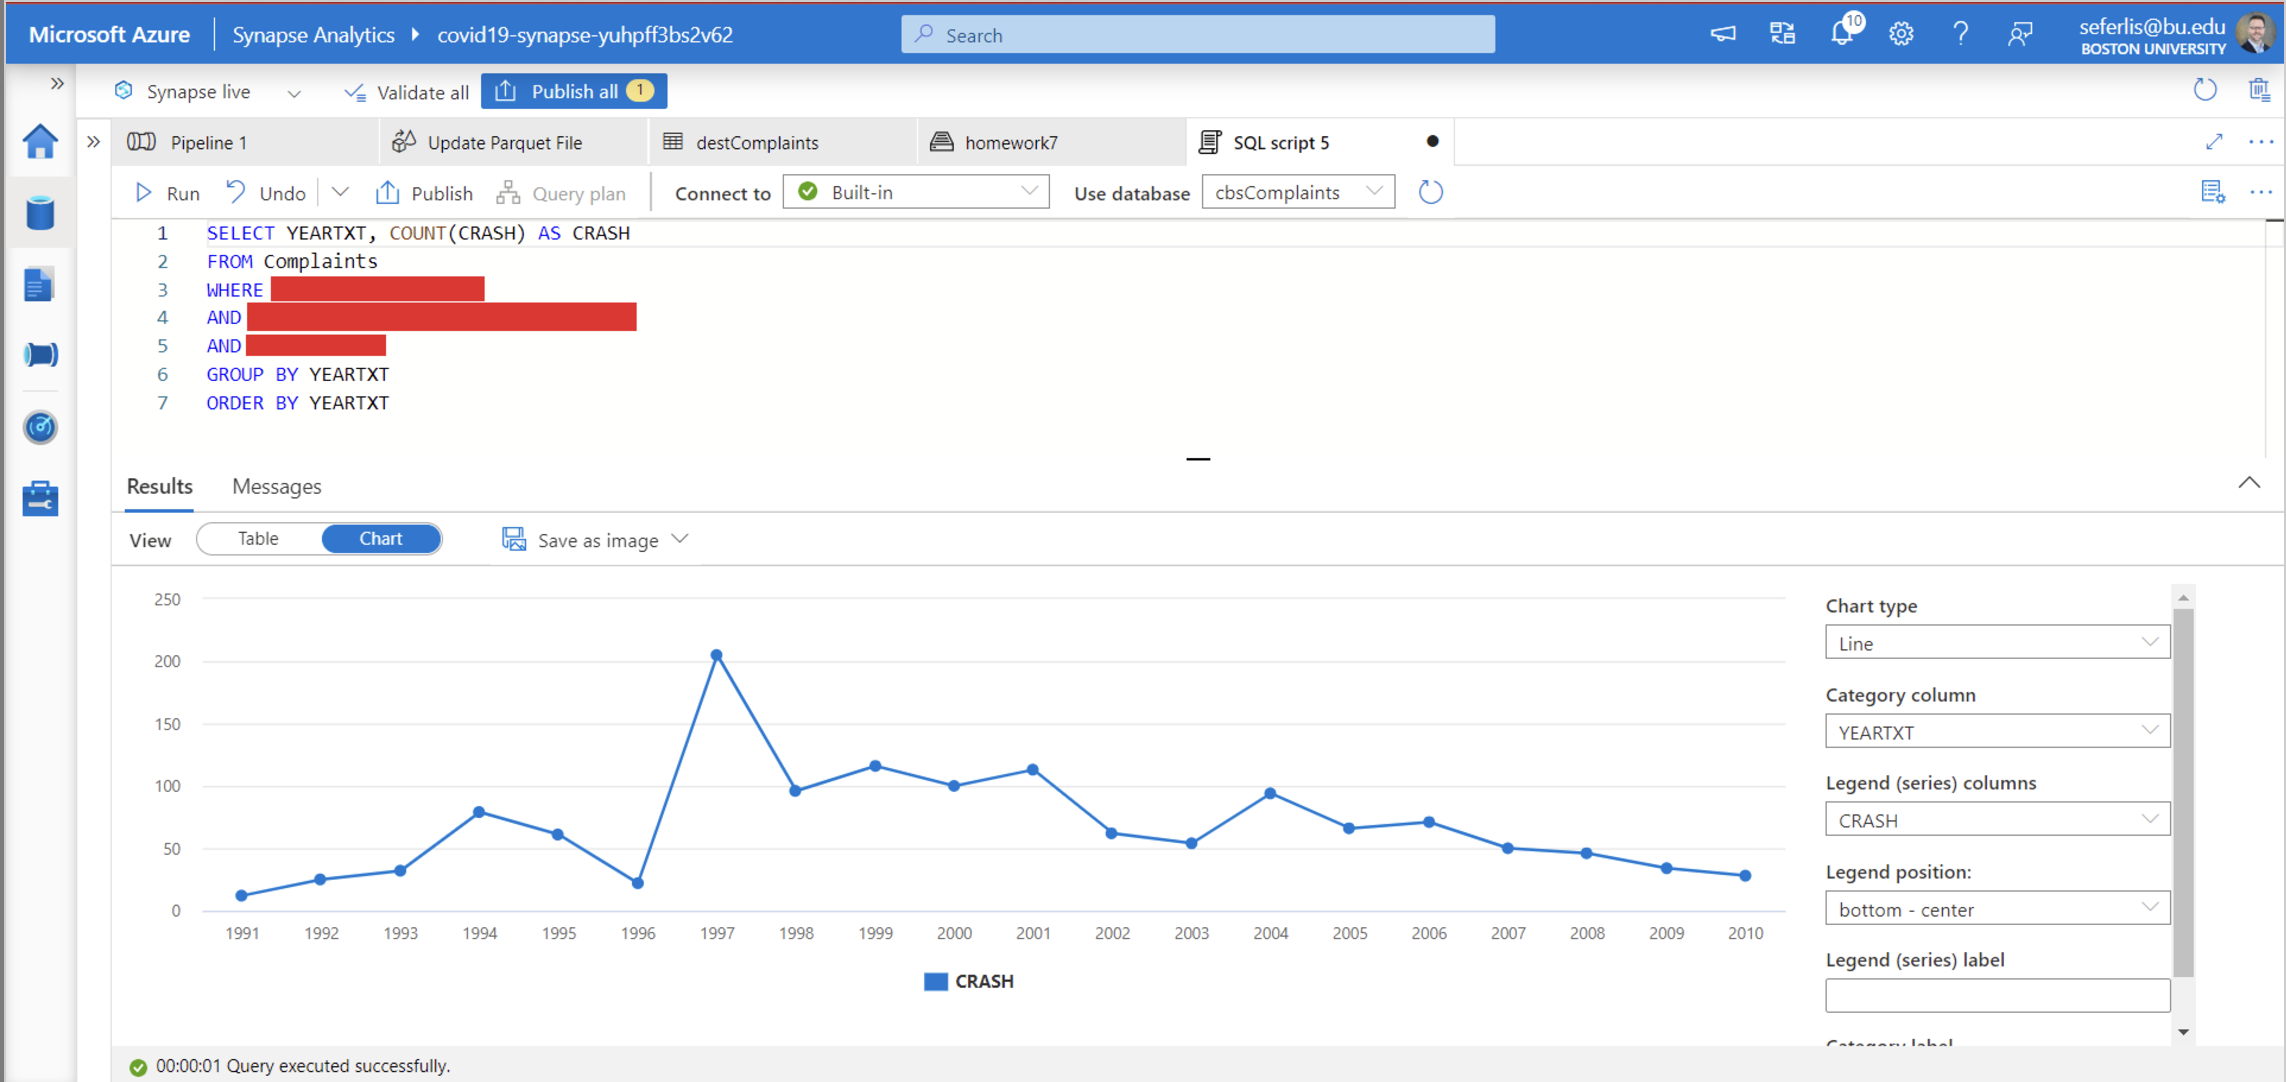 Microsoft Azure Synapse Analytics covid19-synapse-yuhpff3bs2v62 Search 10 seferlis@bu.edu
BOSTON UNIVERSITY
Synapse live Validate all Publish all 1
Pipeline 1 Update Parquet File destComplaints homework7 SQL script 5
Run Undo Publish Query plan Connect to Built-in Use database cbsComplaints
1 SELECT YEARTXT, COUNT(CRASH) AS CRASH
2 FROM Complaints
3 WHERE
4 AND
5 AND
6 GROUP BY YEARTXT
7 ORDER BY YEARTXT
Results Messages
View Table Chart Save as image
250
200
150
100
50
0
1991 1992 1993 1994 1995 1996 1997 1998 1999 2000 2001 2002 2003 2004 2005 2006 2007 2008 2009 2010
CRASH
Chart type
Line
Category column
YEARTXT
Legend (series) columns
CRASH
Legend position:
bottom - center
Legend (series) label
Category label
00:00:01 Query executed successfully.